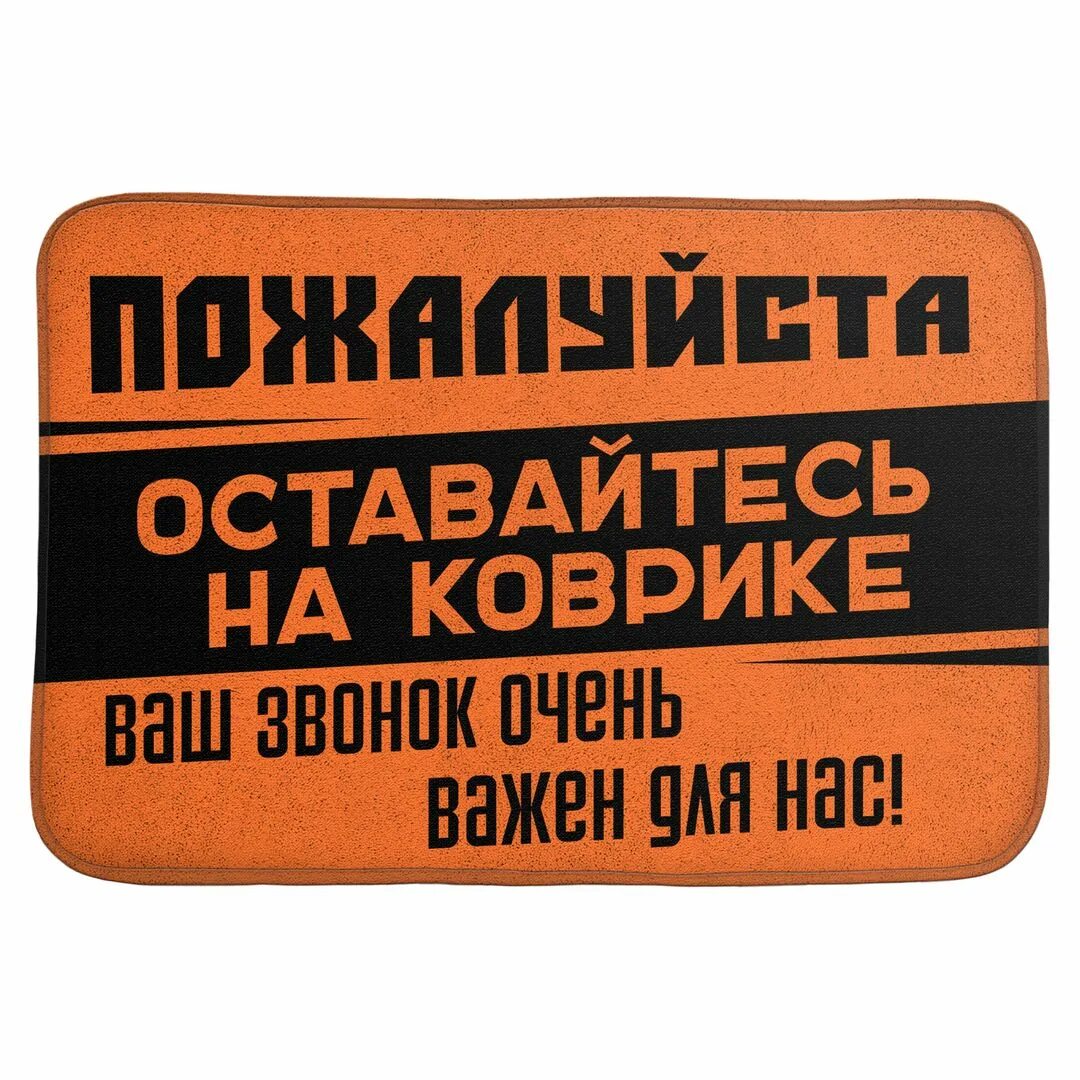 ПОЖАЛУЙСТА
ОСТАВАЙТЕСЬ
НА КОВРИКЕ
ваш звонок очень
важен для нас!